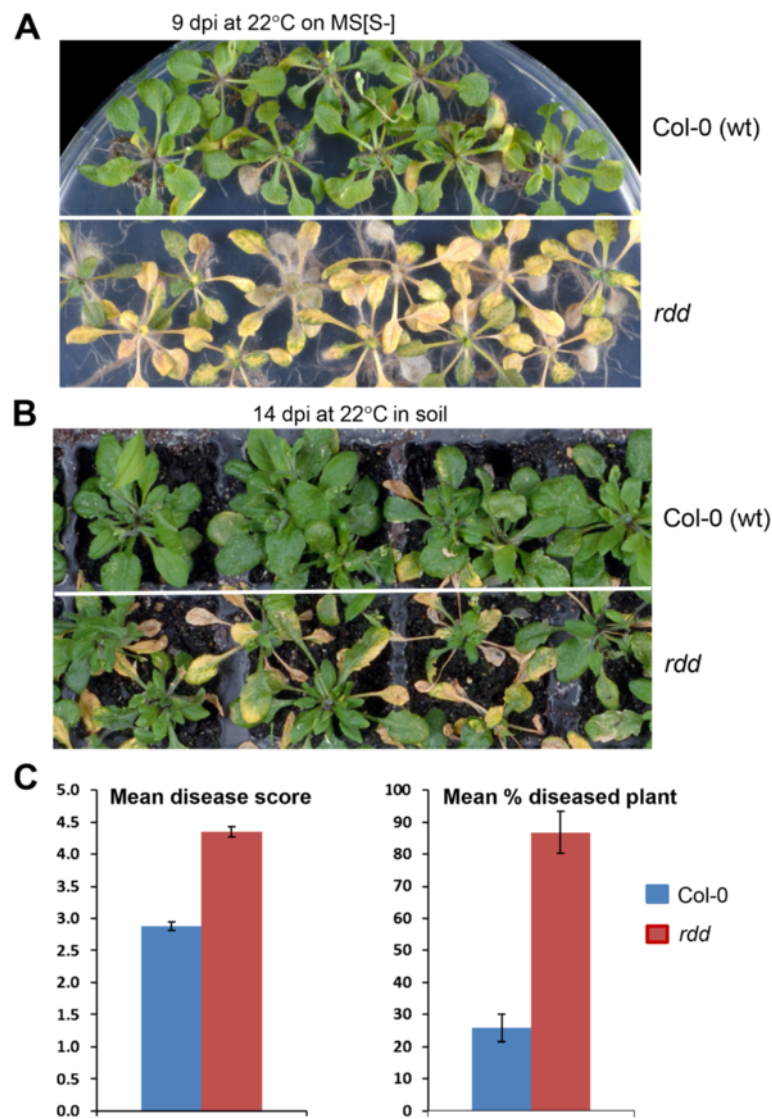 A
9 dpi at 22°C on MS[S-]
Col-0 (wt)
rdd
B
14 dpi at 22°C in soil
Col-0 (wt)
rdd
C
Mean disease score
5.0
4.5
4.0
3.5
3.0
2.5
2.0
1.5
1.0
0.5
0.0
Mean % diseased plant
100
90
80
70
60
50
40
30
20
10
0
Col-0
rdd